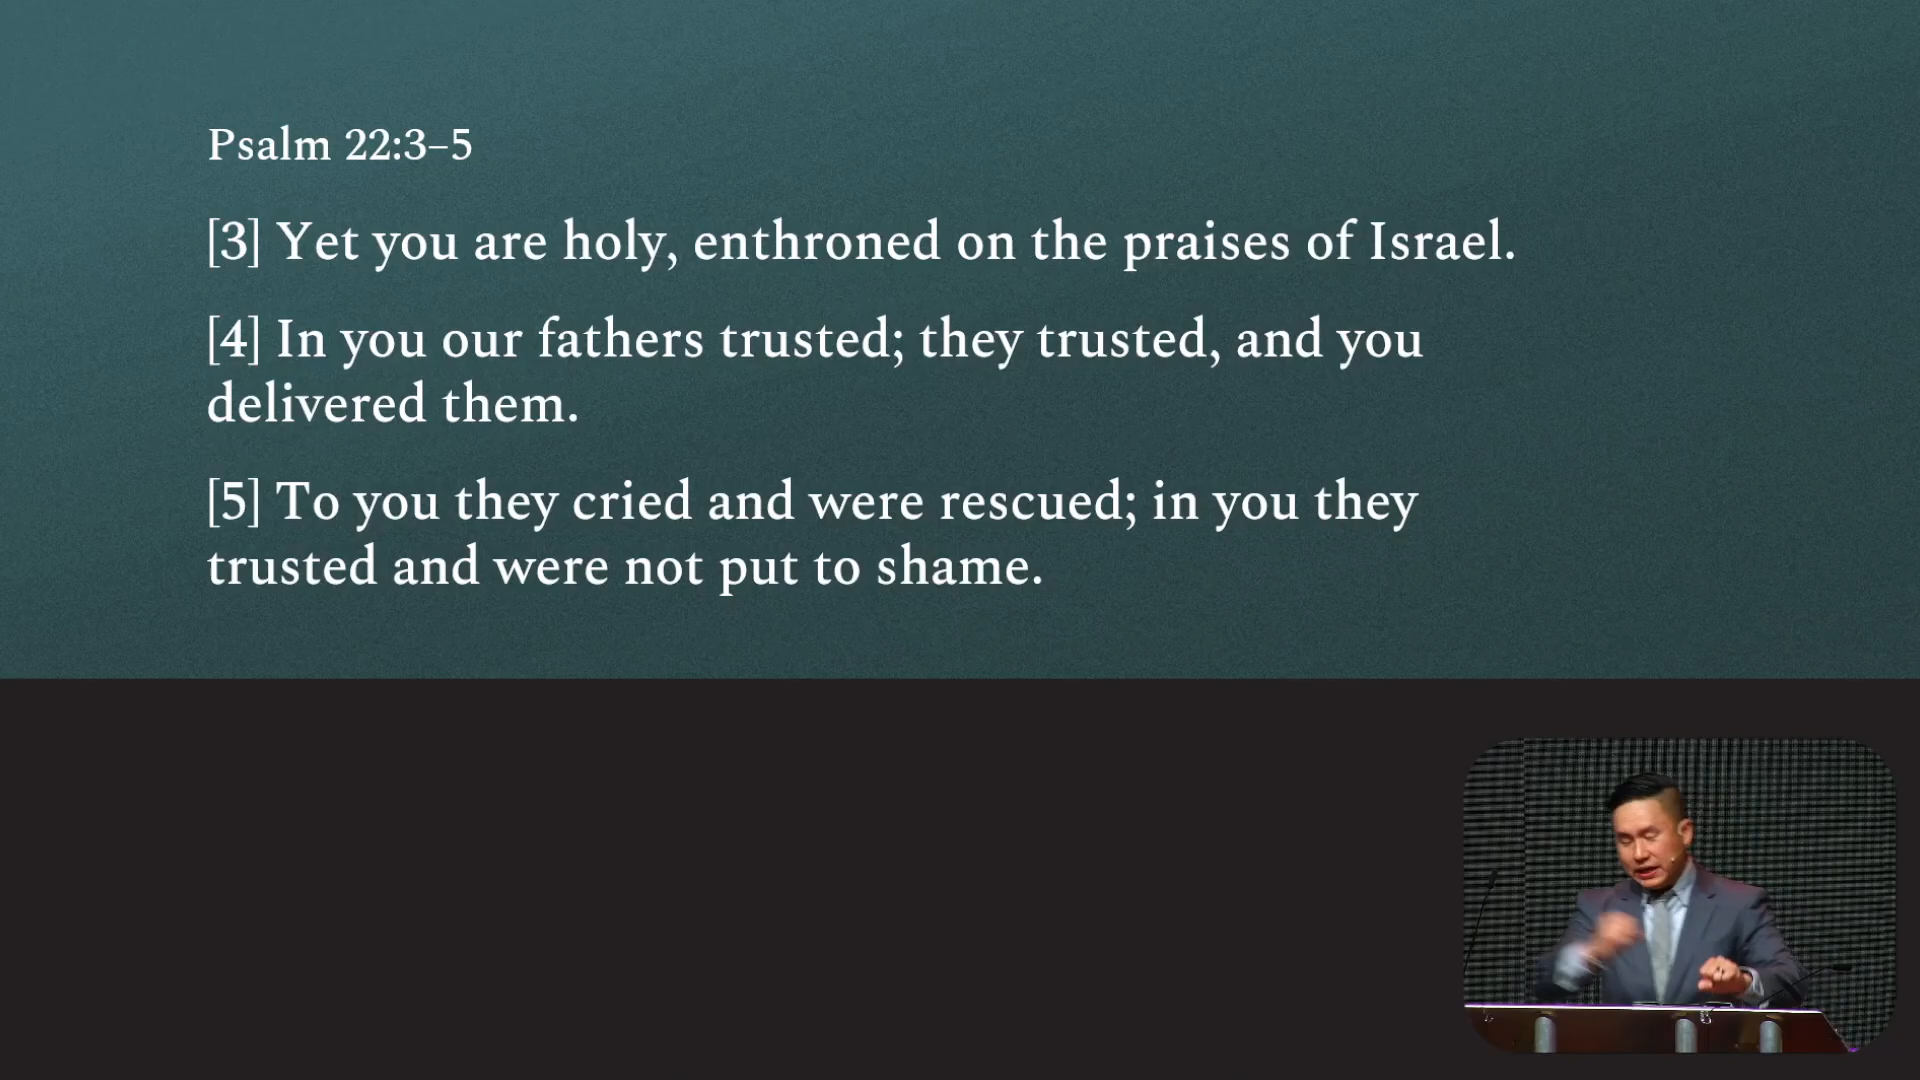 Psalm 22:3–5
[3] Yet you are holy, enthroned on the praises of Israel.
[4] In you our fathers trusted; they trusted, and you
delivered them.
[5] To you they cried and were rescued; in you they
trusted and were not put to shame.